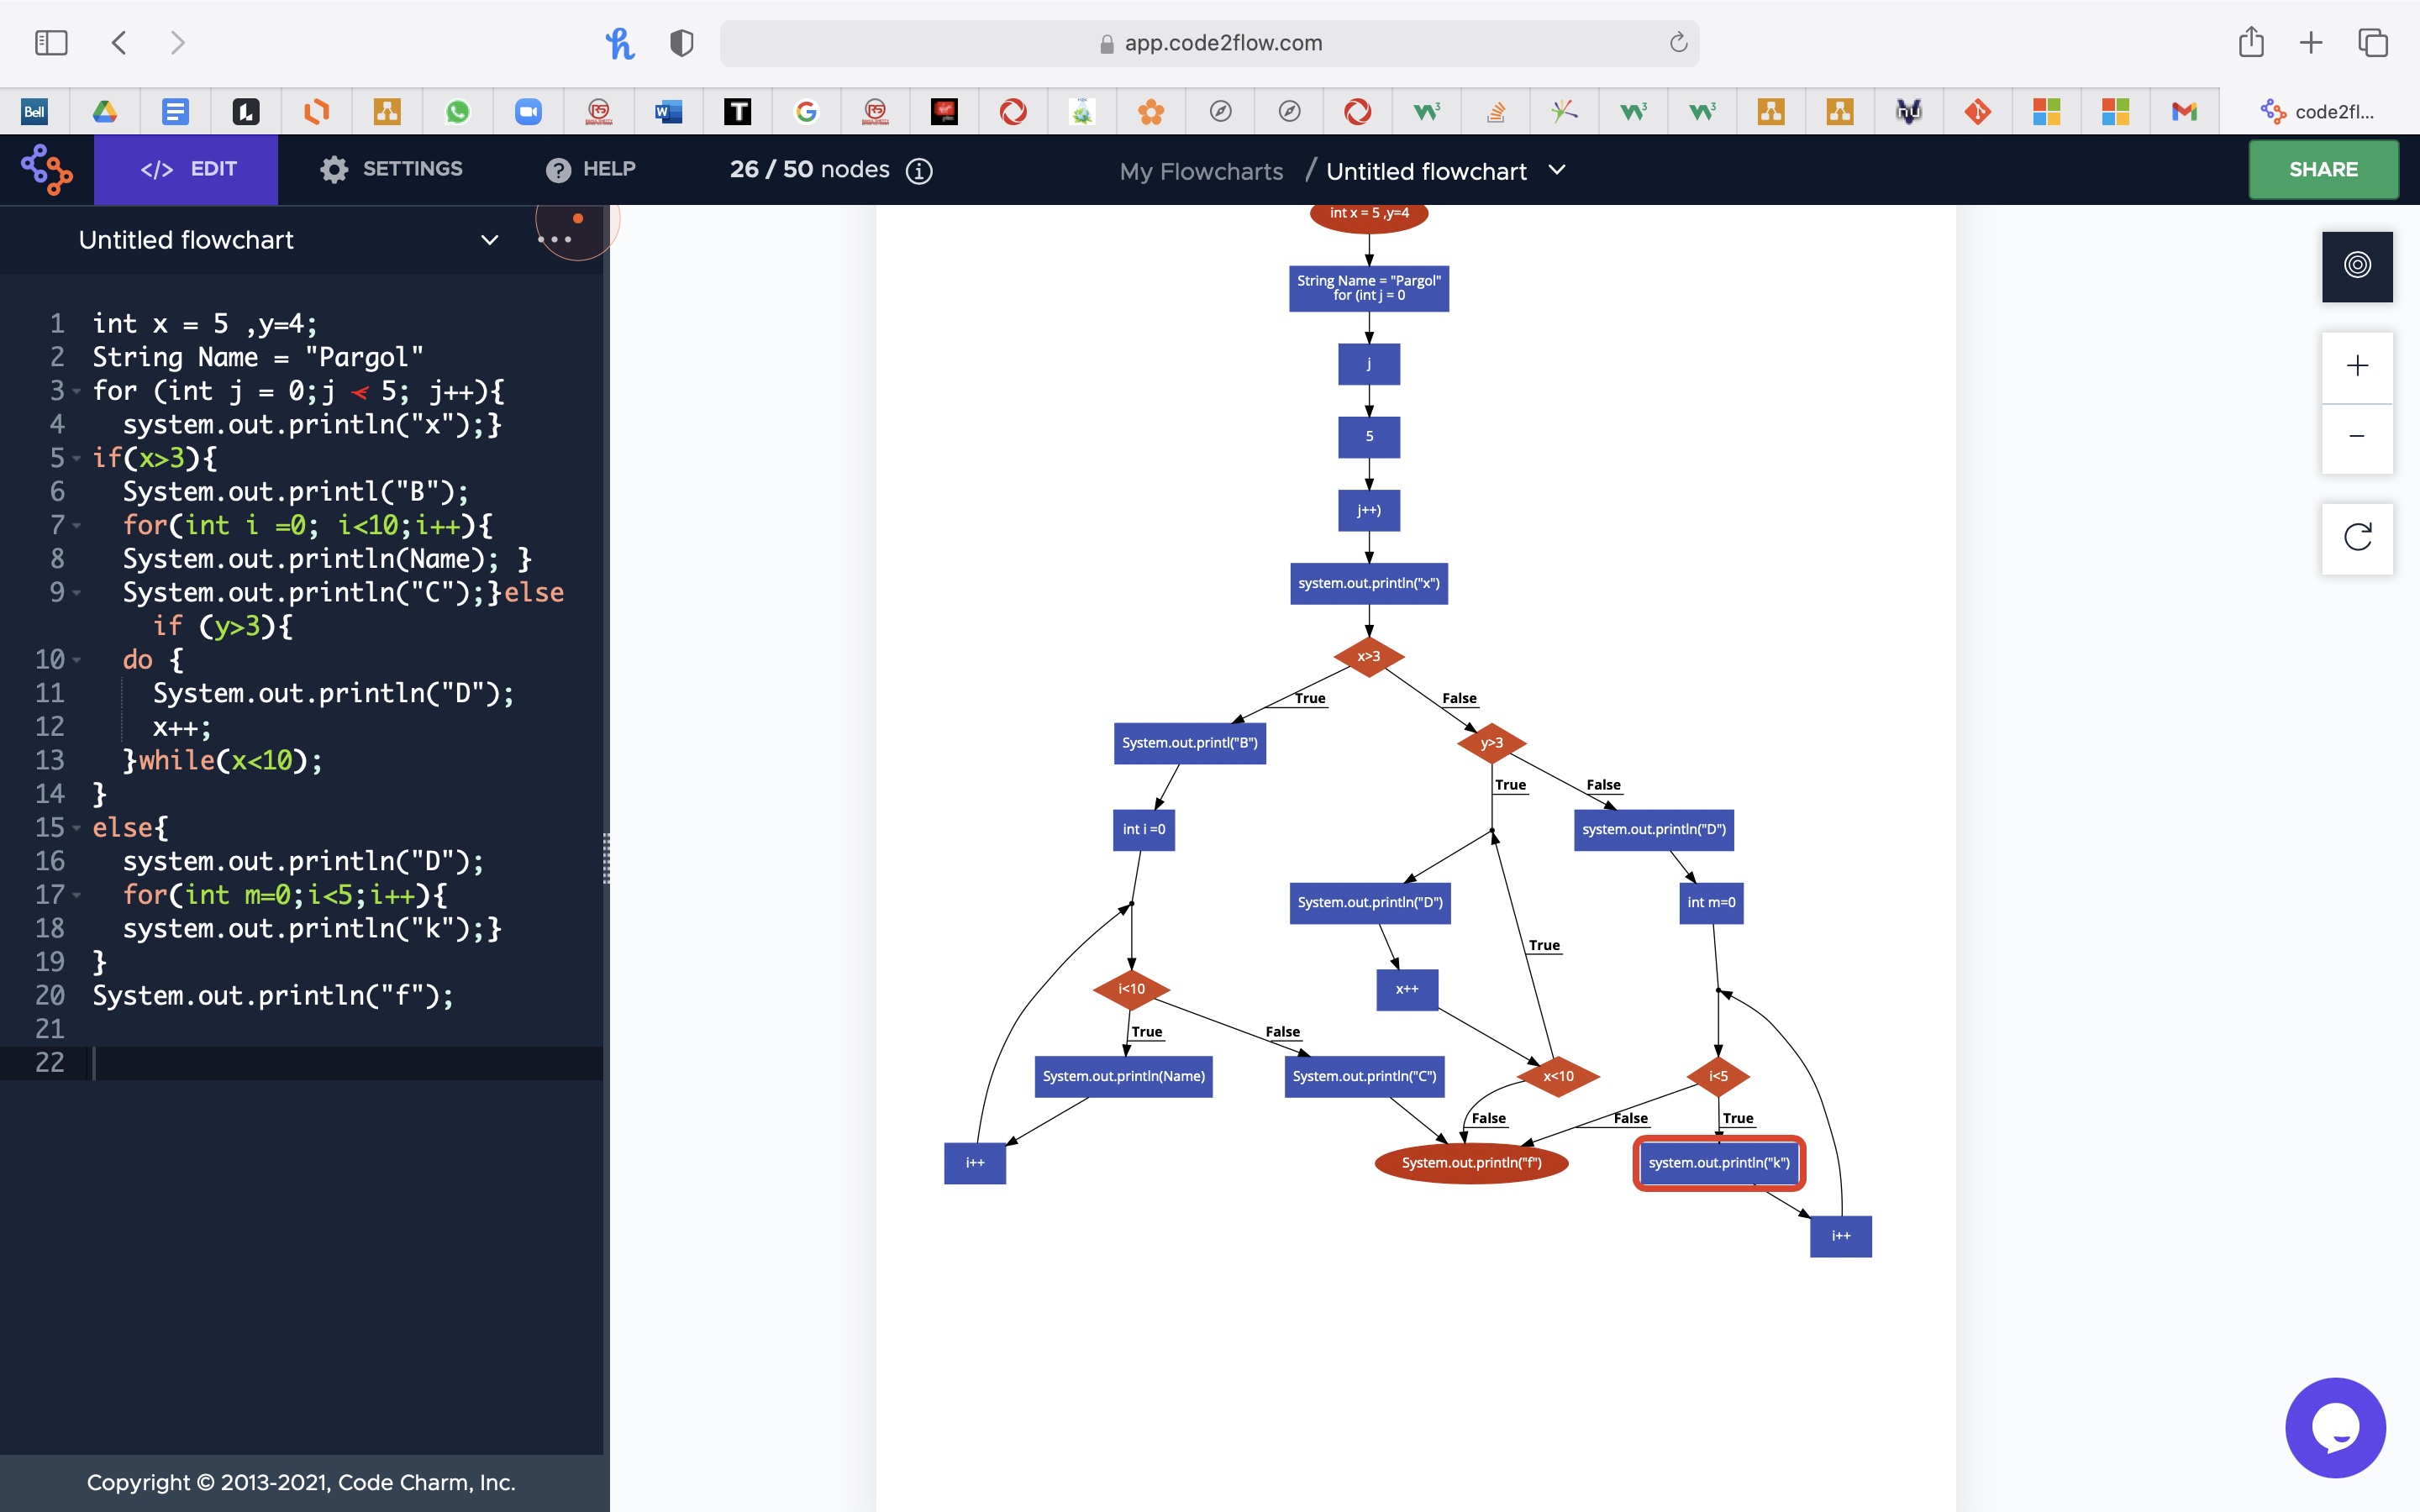 app.code2flow.com
Bell
code2fl...
</> EDIT
SETTINGS
HELP
26 / 50 nodes
My Flowcharts / Untitled flowchart
SHARE
Untitled flowchart
1 int x = 5 ,y=4;
2 String Name = "Pargol"
3 for (int j = 0;j < 5; j++){
4 system.out.println("x");}
5 if(x>3){
6 System.out.printl("B");
7 for(int i =0; i<10;i++){
8 System.out.println(Name); }
9 System.out.println("C");}else
if (y>3){
10 do {
11 System.out.println("D");
12 x++;
13 }while(x<10);
14 }
15 else{
16 system.out.println("D");
17 for(int m=0;i<5;i++){
18 system.out.println("k");}
19 }
20 System.out.println("f");
21
22
Copyright © 2013-2021, Code Charm, Inc.
int x = 5 ,y=4
String Name = "Pargol"
for (int j = 0
j
5
j++)
system.out.println("x")
x>3
True
False
System.out.printl("B")
y>3
True
False
int i =0
system.out.println("D")
System.out.println("D")
int m=0
True
i<10
x++
True
False
System.out.println(Name)
System.out.println("C")
x<10
i<5
False
False
True
i++
System.out.println("f")
system.out.println("k")
i++